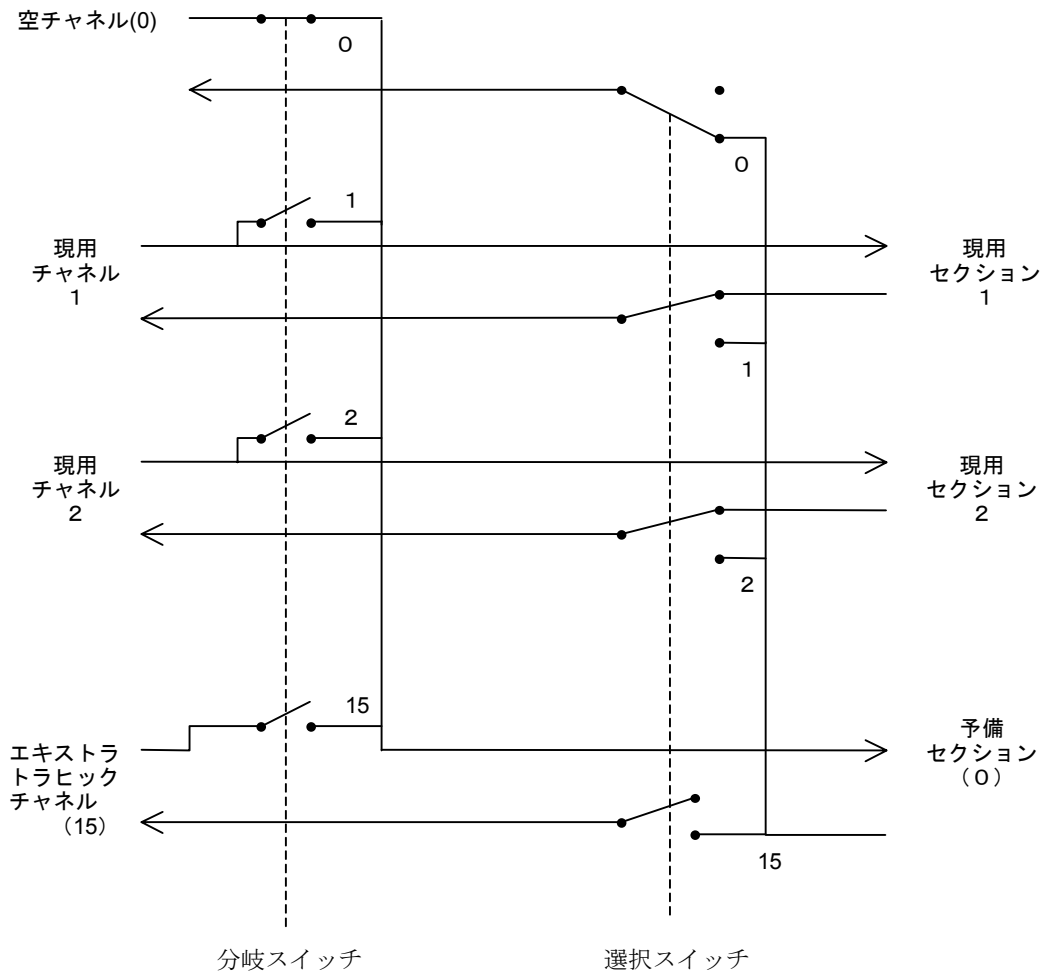 空チャネル(0)
0
0
1
現用
チャネル
1
現用
セクション
1
1
2
現用
チャネル
2
現用
セクション
2
2
15
エキストラ
トラヒック
チャネル
(15)
予備
セクション
(0)
15
分岐スイッチ
選択スイッチ